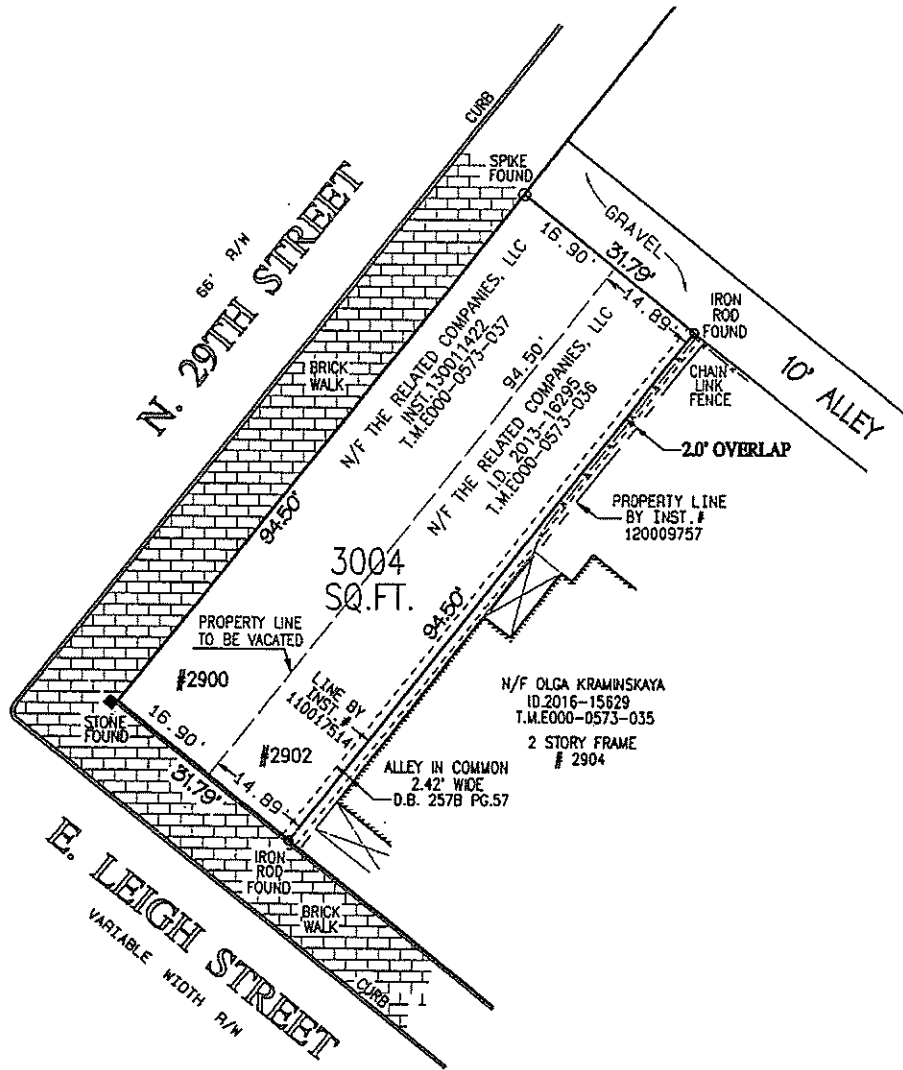 CURB
SPIKE
FOUND
N. 29TH STREET
66' R/W
GRAVEL
16.90'
31.79'
14.89'
IRON
ROD
FOUND
10' ALLEY
CHAIN
LINK
FENCE
BRICK
WALK
N/F THE RELATED COMPANIES, LLC
INST.130011422
T.M.E000-0573-037
94.50'
N/F THE RELATED COMPANIES, LLC
I.D. 2013-16295
T.M.E000-0573-036
2.0' OVERLAP
PROPERTY LINE
BY INST.#
120009757
94.50'
3004
SQ.FT.
94.50'
PROPERTY LINE
TO BE VACATED
#2900
LINE BY
INST.#
110017514
#2902
N/F OLGA KRAMINSKAYA
ID.2016-15629
T.M.E000-0573-035
2 STORY FRAME
# 2904
STONE
FOUND
16.90'
31.79'
14.89'
ALLEY IN COMMON
2.42' WIDE
D.B. 257B PG.57
IRON
ROD
FOUND
BRICK
WALK
E. LEIGH STREET
VARIABLE WIDTH R/W
CURB